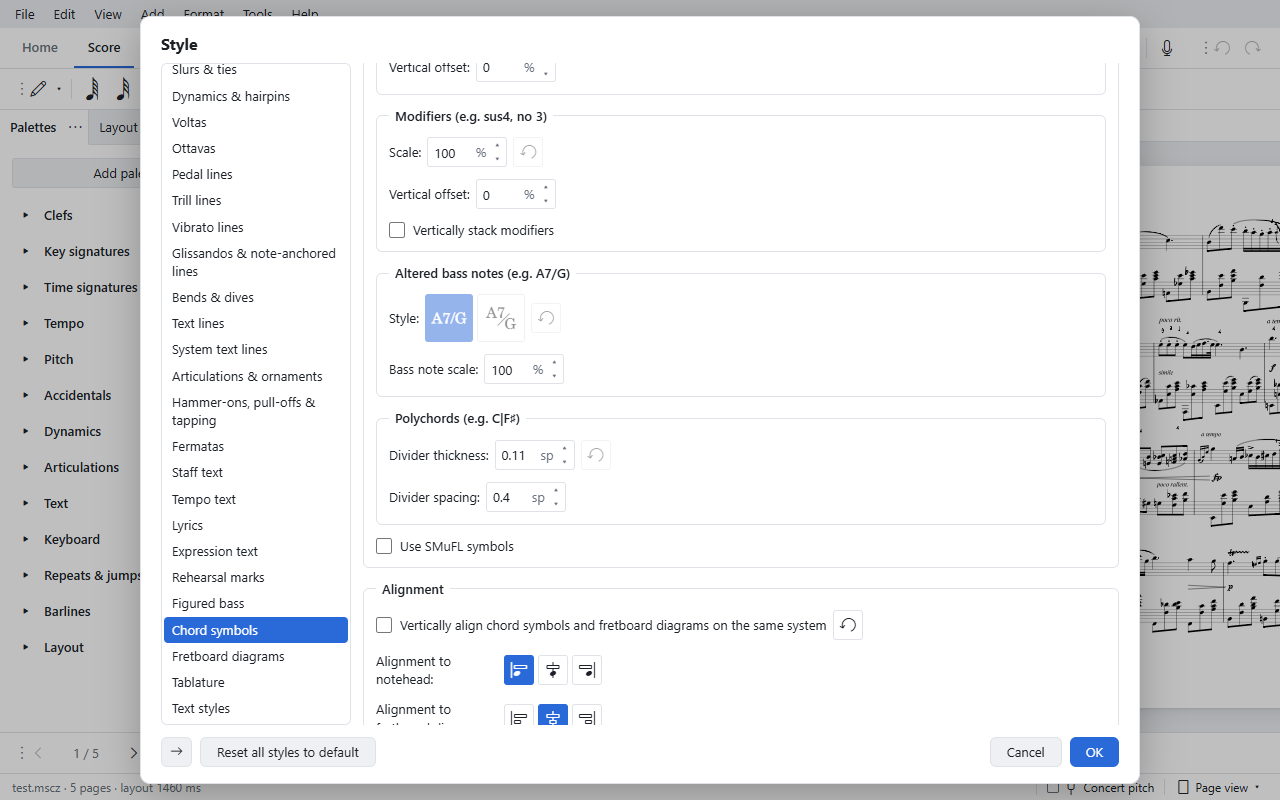 File Edit View Add Format Tools Help
Style
Home Score
Palettes ··· Layout
Clefs
Key signatures
Time signatures
Tempo
Pitch
Accidentals
Dynamics
Articulations
Text
Keyboard
Repeats & jumps
Barlines
Layout
Slurs & ties
Dynamics & hairpins
Voltas
Ottavas
Pedal lines
Trill lines
Vibrato lines
Glissandos & note-anchored
lines
Bends & dives
Text lines
System text lines
Articulations & ornaments
Hammer-ons, pull-offs &
tapping
Fermatas
Staff text
Tempo text
Lyrics
Expression text
Rehearsal marks
Figured bass
Chord symbols
Fretboard diagrams
Tablature
Text styles
Vertical offset: 0 %
Modifiers (e.g. sus4, no 3)
Scale: 100 %
Vertical offset: 0 %
Vertically stack modifiers
Altered bass notes (e.g. A7/G)
Style: A7/G A7/G
Bass note scale: 100 %
Polychords (e.g. C|F♯)
Divider thickness: 0.11 sp
Divider spacing: 0.4 sp
Use SMuFL symbols
Alignment
Vertically align chord symbols and fretboard diagrams on the same system
Alignment to
notehead:
Alignment to
Reset all styles to default Cancel OK
poco rit.
simile
a tempo
poco rallent.
1 / 5
test.mscz · 5 pages · layout 1460 ms Concert pitch Page view